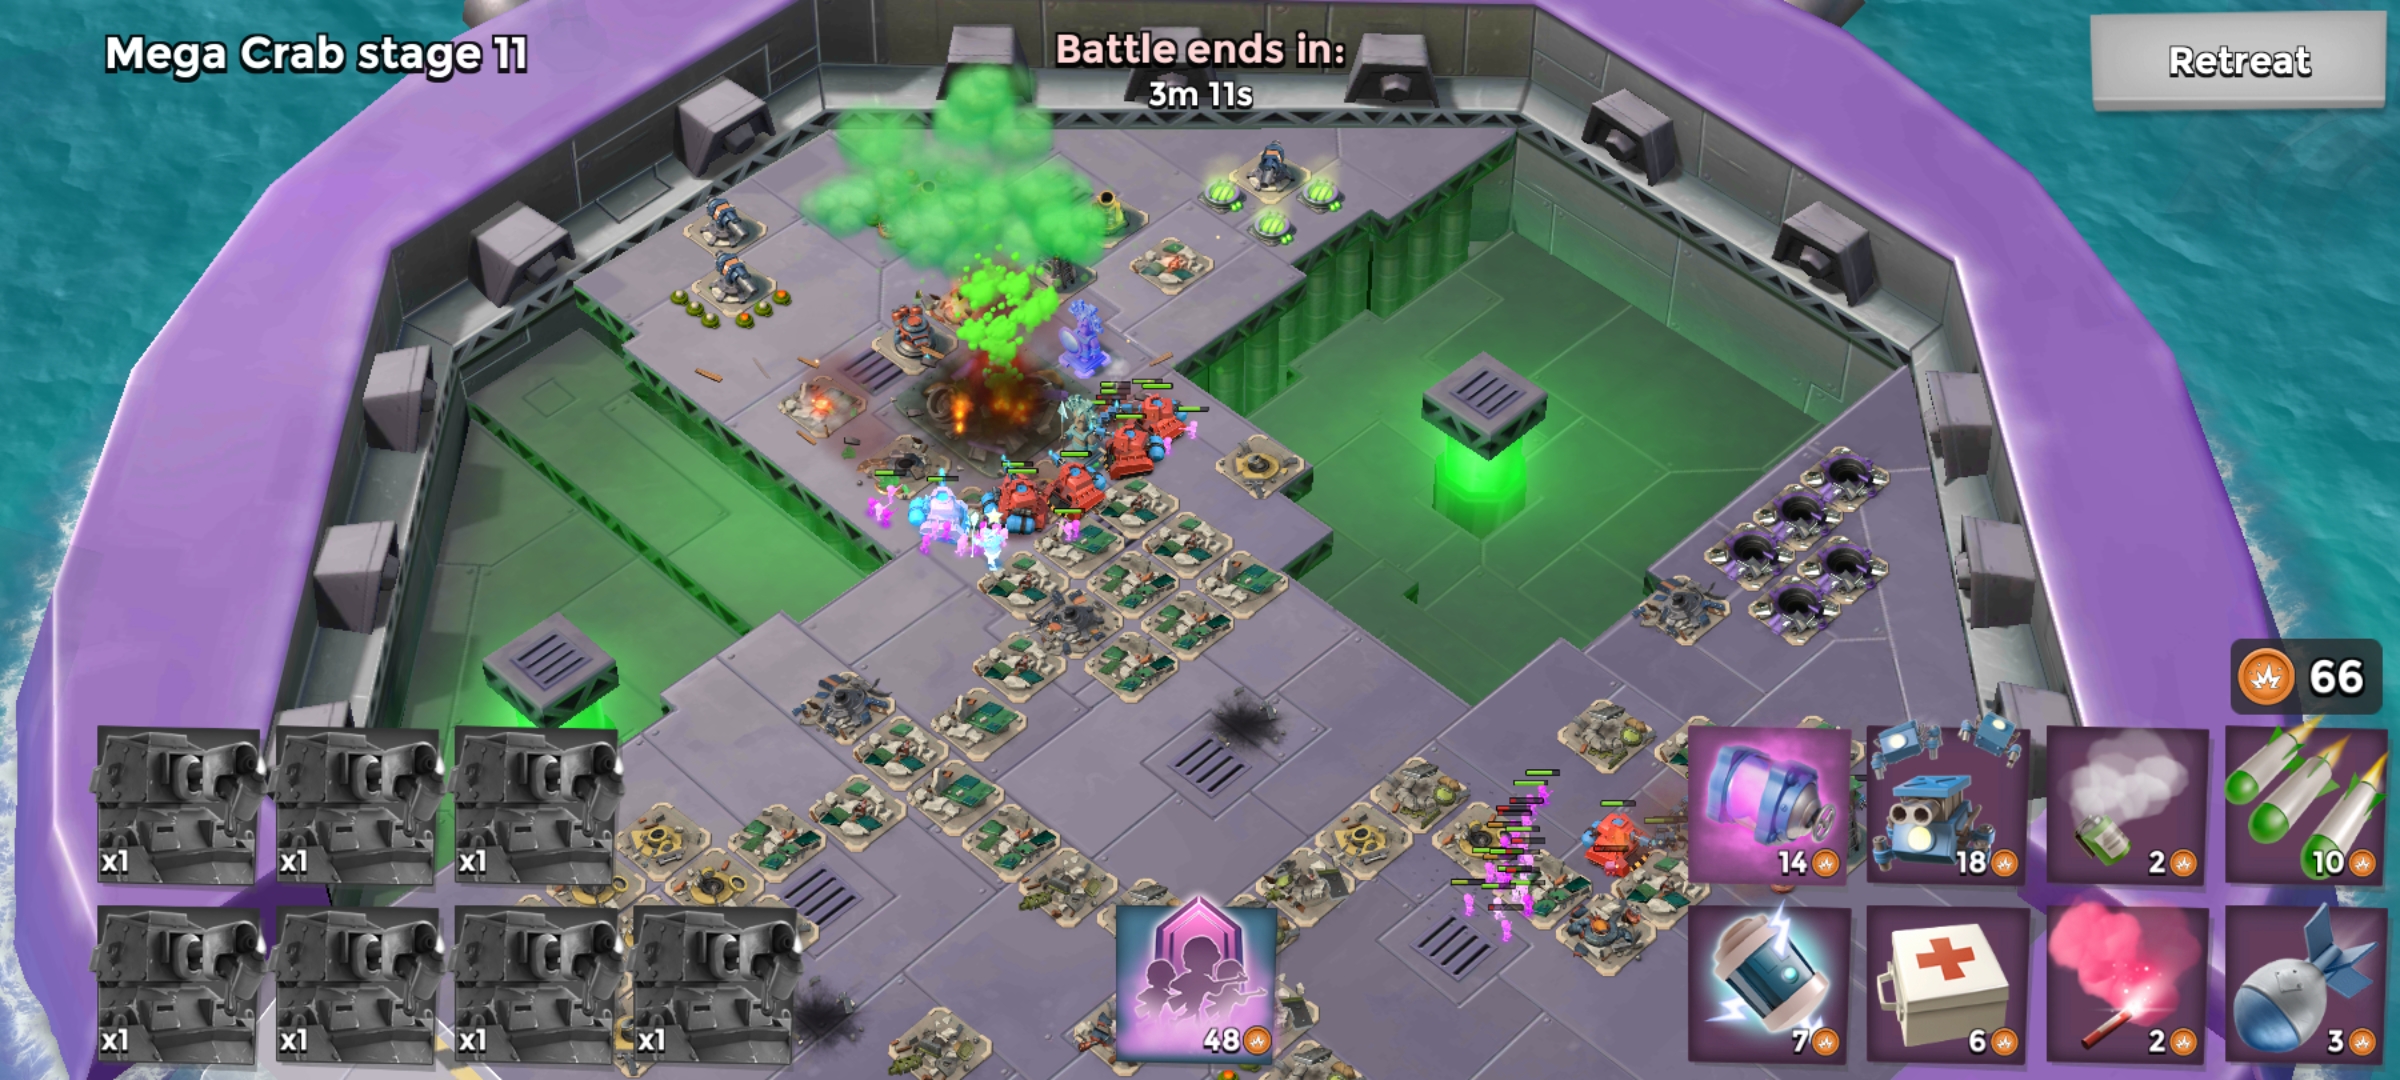 Mega Crab stage 11
Battle ends in:
3m 11s
Retreat
66
x1
x1
x1
14
18
2
10
x1
x1
x1
x1
48
7
6
2
3